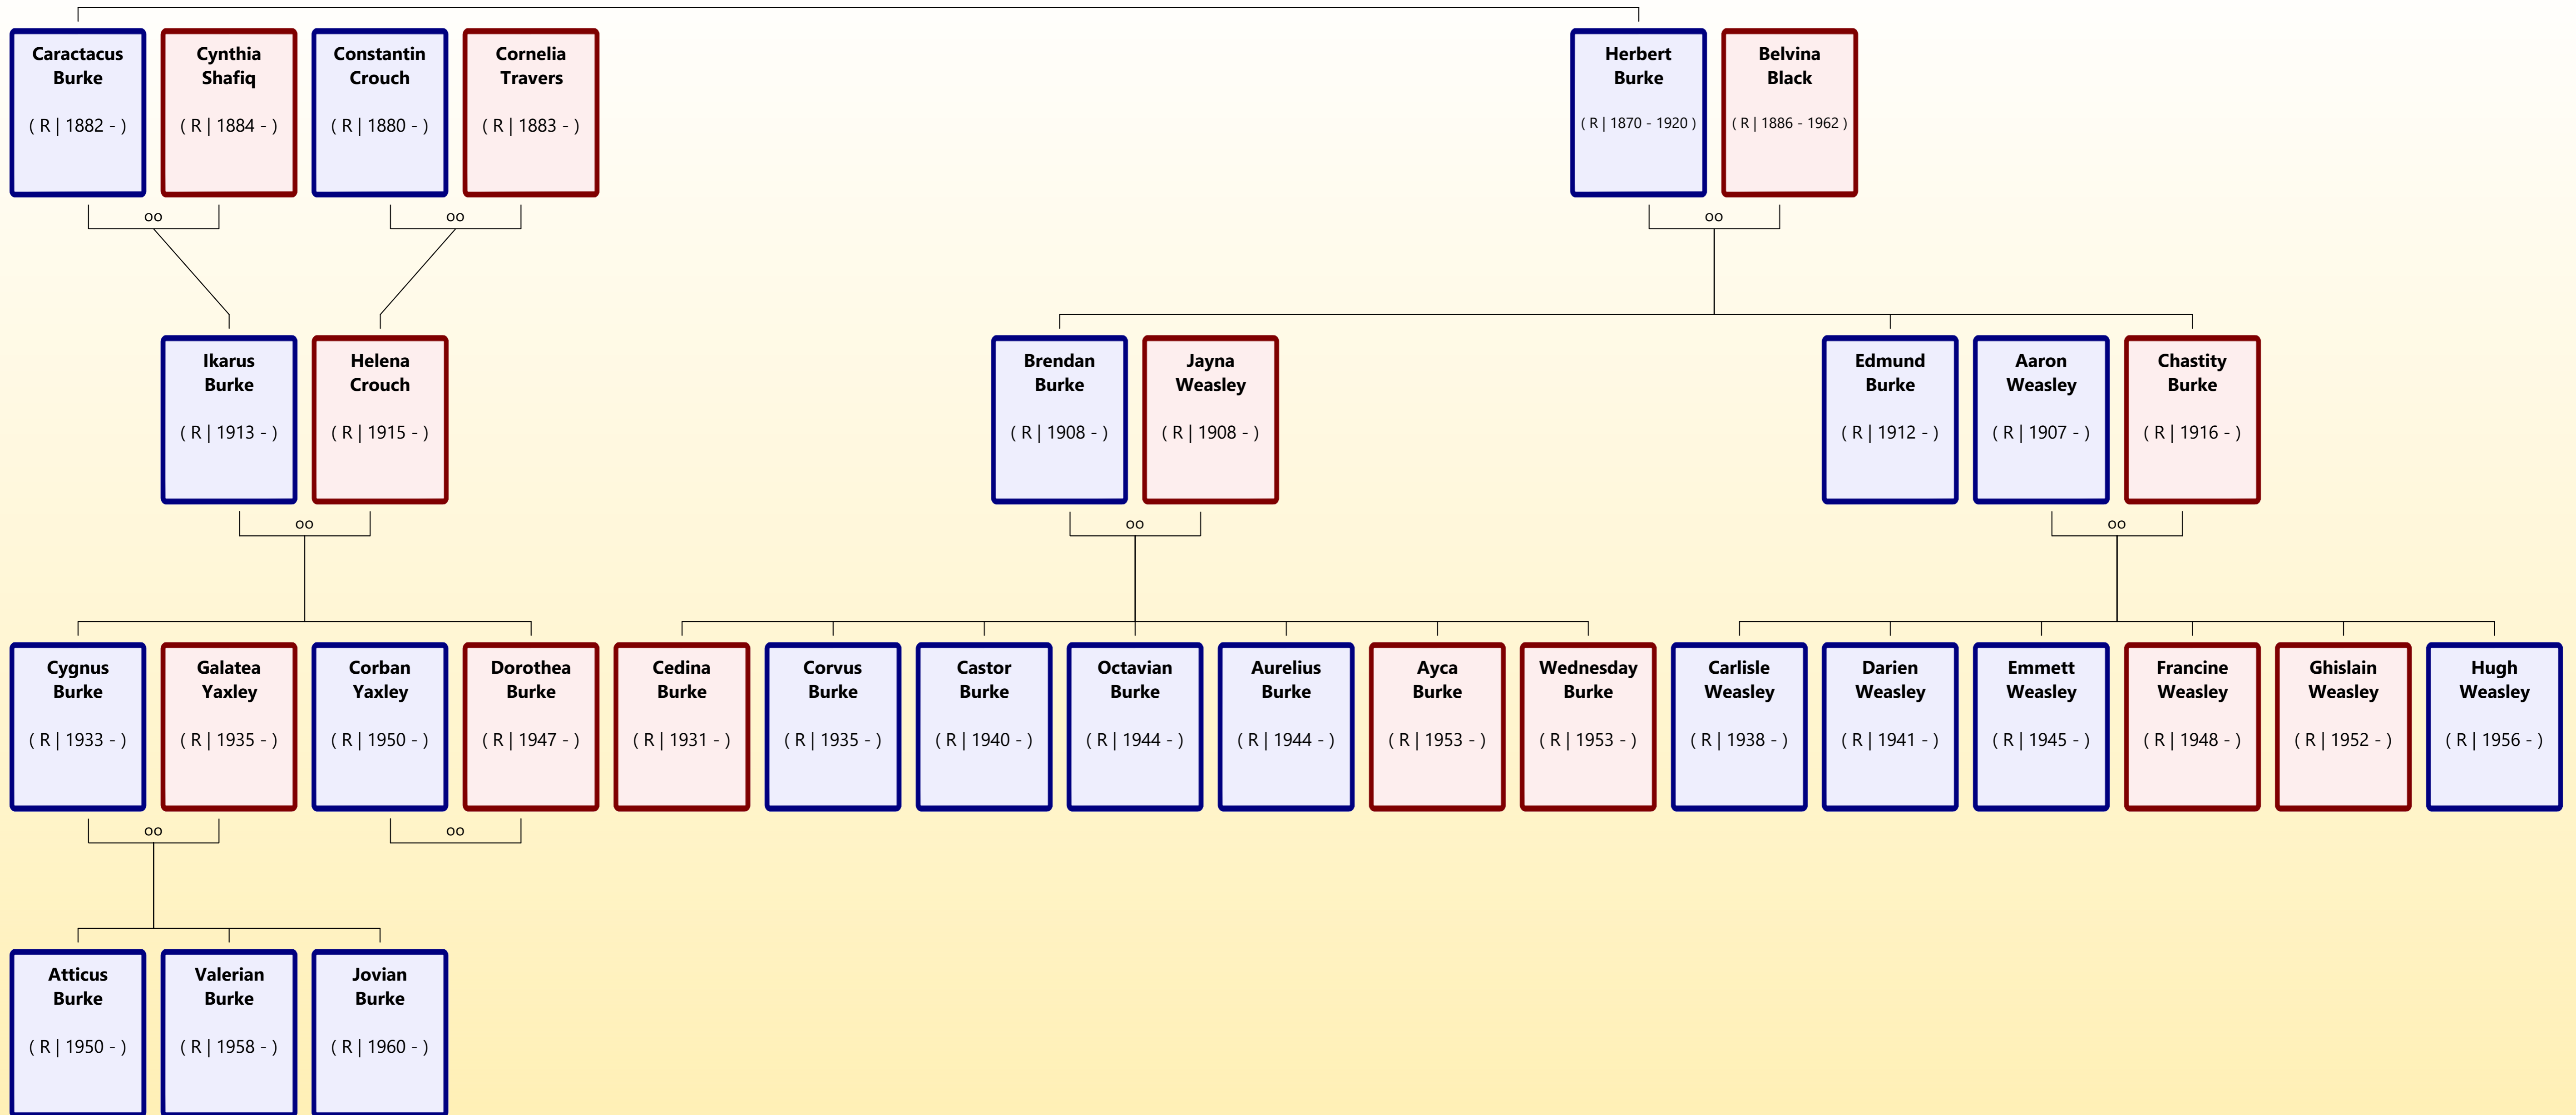 Caractacus
Burke
( R | 1882 - )
Cynthia
Shafiq
( R | 1884 - )
Constantin
Crouch
( R | 1880 - )
Cornelia
Travers
( R | 1883 - )
Herbert
Burke
( R | 1870 - 1920 )
Belvina
Black
( R | 1886 - 1962 )
oo
oo
oo
Ikarus
Burke
( R | 1913 - )
Helena
Crouch
( R | 1915 - )
Brendan
Burke
( R | 1908 - )
Jayna
Weasley
( R | 1908 - )
Edmund
Burke
( R | 1912 - )
Aaron
Weasley
( R | 1907 - )
Chastity
Burke
( R | 1916 - )
oo
oo
oo
Cygnus
Burke
( R | 1933 - )
Galatea
Yaxley
( R | 1935 - )
Corban
Yaxley
( R | 1950 - )
Dorothea
Burke
( R | 1947 - )
Cedina
Burke
( R | 1931 - )
Corvus
Burke
( R | 1935 - )
Castor
Burke
( R | 1940 - )
Octavian
Burke
( R | 1944 - )
Aurelius
Burke
( R | 1944 - )
Ayca
Burke
( R | 1953 - )
Wednesday
Burke
( R | 1953 - )
Carlisle
Weasley
( R | 1938 - )
Darien
Weasley
( R | 1941 - )
Emmett
Weasley
( R | 1945 - )
Francine
Weasley
( R | 1948 - )
Ghislain
Weasley
( R | 1952 - )
Hugh
Weasley
( R | 1956 - )
oo
oo
Atticus
Burke
( R | 1950 - )
Valerian
Burke
( R | 1958 - )
Jovian
Burke
( R | 1960 - )